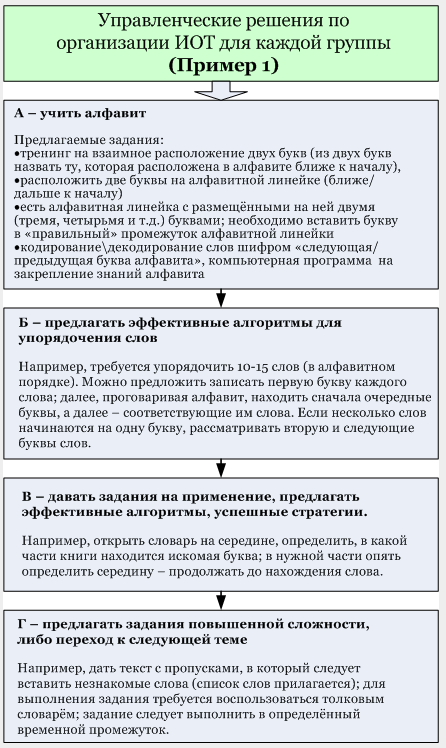 Управленческие решения по
организации ИОТ для каждой группы
(Пример 1)
А – учить алфавит
Предлагаемые задания:
•тренинг на взаимное расположение двух букв (из двух букв
назвать ту, которая расположена в алфавите ближе к началу),
•расположить две буквы на алфавитной линейке (ближе/
дальше к началу)
•есть алфавитная линейка с размещёнными на ней двумя
(тремя, четырьмя и т.д.) буквами; необходимо вставить букву
в «правильный» промежуток алфавитной линейки
•кодирование\декодирование слов шифром «следующая/
предыдущая буква алфавита», компьютерная программа на
закрепление знаний алфавита
Б – предлагать эффективные алгоритмы для
упорядочения слов
Например, требуется упорядочить 10-15 слов (в алфавитном
порядке). Можно предложить записать первую букву каждого
слова; далее, проговаривая алфавит, находить сначала очередные
буквы, а далее – соответствующие им слова. Если несколько слов
начинаются на одну букву, рассматривать вторую и следующие
буквы слов.
В – давать задания на применение, предлагать
эффективные алгоритмы, успешные стратегии.
Например, открыть словарь на середине, определить, в какой
части книги находится искомая буква; в нужной части опять
определить середину – продолжать до нахождения слова.
Г – предлагать задания повышенной сложности,
либо переход к следующей теме
Например, дать текст с пропусками, в который следует
вставить незнакомые слова (список слов прилагается); для
выполнения задания требуется воспользоваться толковым
словарём; задание следует выполнить в определённый
временной промежуток.